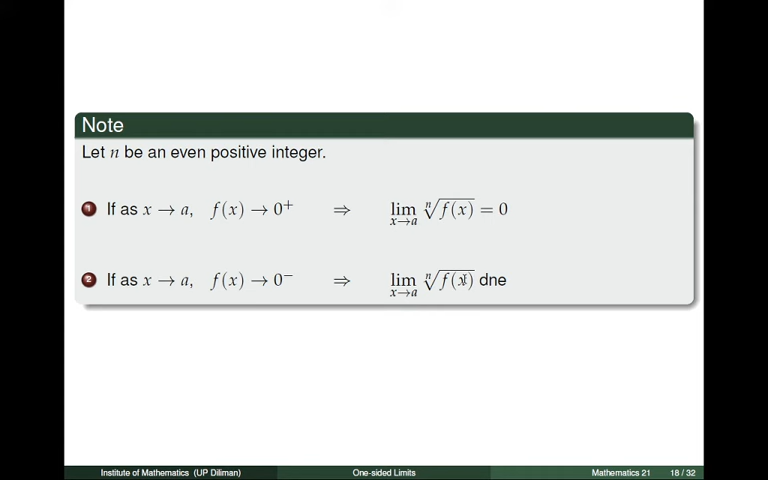 Note
Let n be an even positive integer.
1 If as x → a, f(x) → 0⁺ ⇒ lim_{x→a} ⁿ√f(x) = 0
2 If as x → a, f(x) → 0⁻ ⇒ lim_{x→a} ⁿ√f(x) dne
Institute of Mathematics (UP Diliman) One-sided Limits Mathematics 21 18 / 32